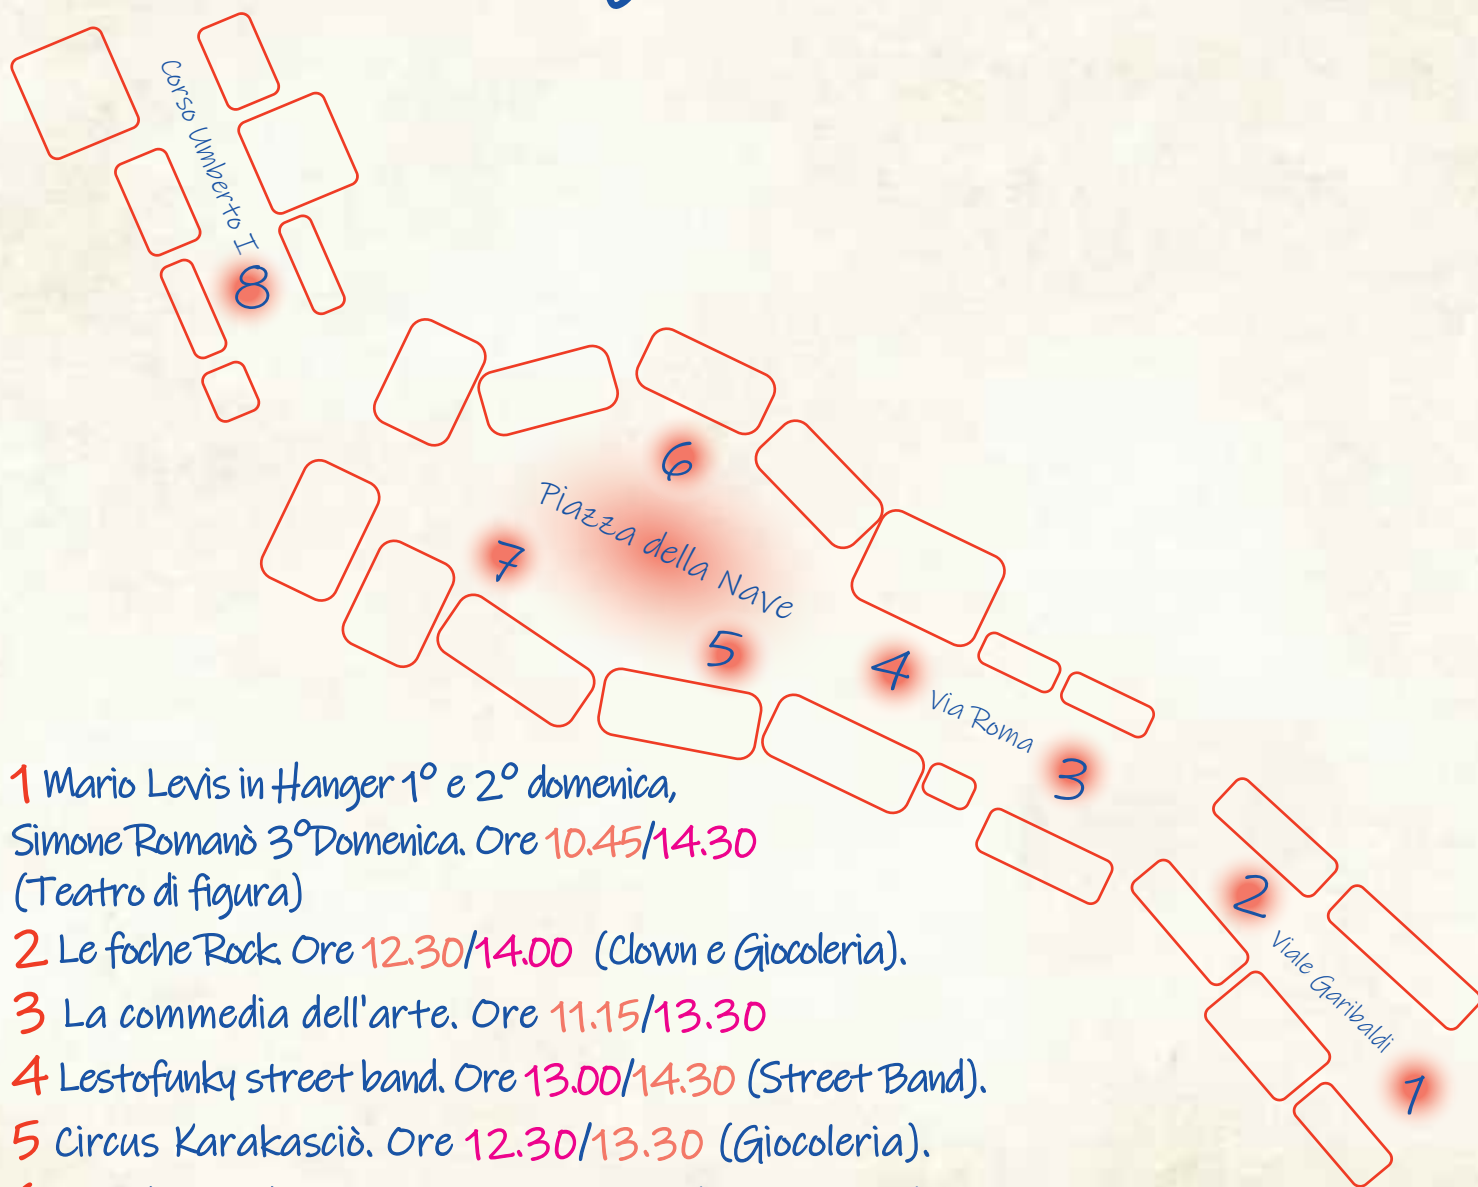 Corso Umberto I
8
6
Piazza della Nave
7
5
4
Via Roma
3
2
Viale Garibaldi
1
1 Mario Levis in Hanger 1° e 2° domenica,
Simone Romanò 3°Domenica. Ore 10.45/14.30
(Teatro di figura)
2 Le foche Rock. Ore 12.30/14.00 (Clown e Giocoleria).
3 La commedia dell'arte. Ore 11.15/13.30
4 Lestofunky street band. Ore 13.00/14.30 (Street Band).
5 Circus Karakasciò. Ore 12.30/13.30 (Giocoleria).